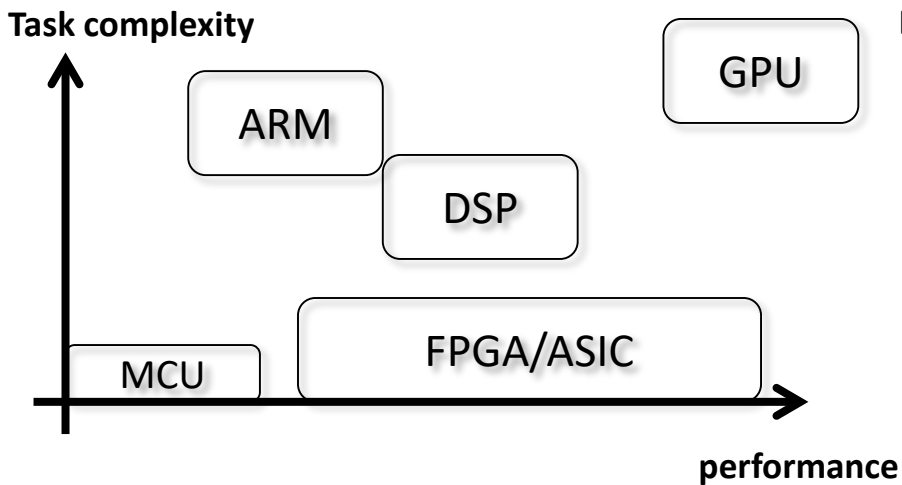 Task complexity
GPU
ARM
DSP
FPGA/ASIC
MCU
performance